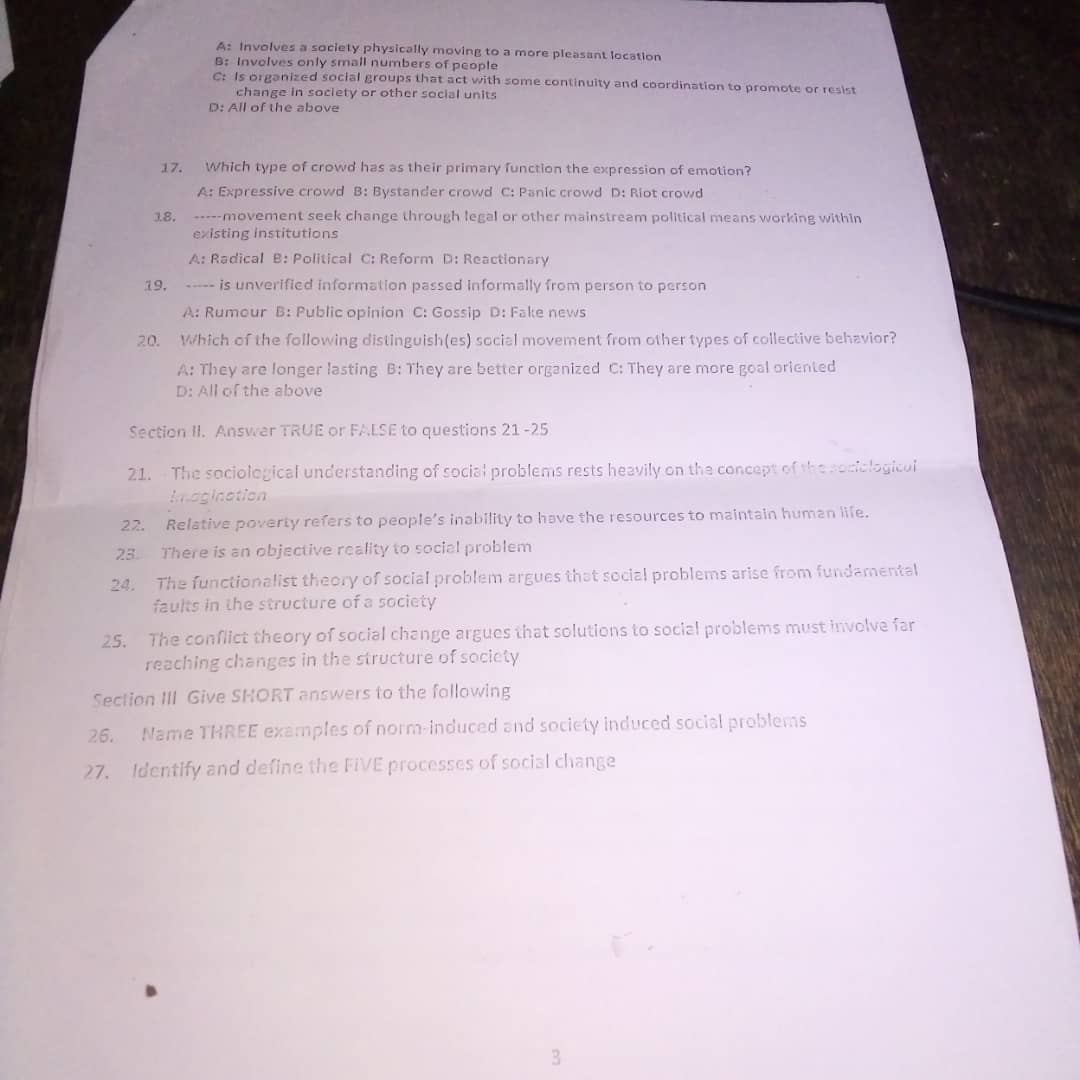 A: Involves a society physically moving to a more pleasant location
B: Involves only small numbers of people
C: Is organized social groups that act with some continuity and coordination to promote or resist
change in society or other social units
D: All of the above
17. Which type of crowd has as their primary function the expression of emotion?
A: Expressive crowd B: Bystander crowd C: Panic crowd D: Riot crowd
18. -----movement seek change through legal or other mainstream political means working within
existing institutions
A: Radical B: Political C: Reform D: Reactionary
19. ----- is unverified information passed informally from person to person
A: Rumour B: Public opinion C: Gossip D: Fake news
20. Which of the following distinguish(es) social movement from other types of collective behavior?
A: They are longer lasting B: They are better organized C: They are more goal oriented
D: All of the above
Section II. Answer TRUE or FALSE to questions 21 -25
21. The sociological understanding of social problems rests heavily on the concept of the sociological
imagination
22. Relative poverty refers to people's inability to have the resources to maintain human life.
23. There is an objective reality to social problem
24. The functionalist theory of social problem argues that social problems arise from fundamental
faults in the structure of a society
25. The conflict theory of social change argues that solutions to social problems must involve far
reaching changes in the structure of society
Section III Give SHORT answers to the following
26. Name THREE examples of norm-induced and society induced social problems
27. Identify and define the FIVE processes of social change
3